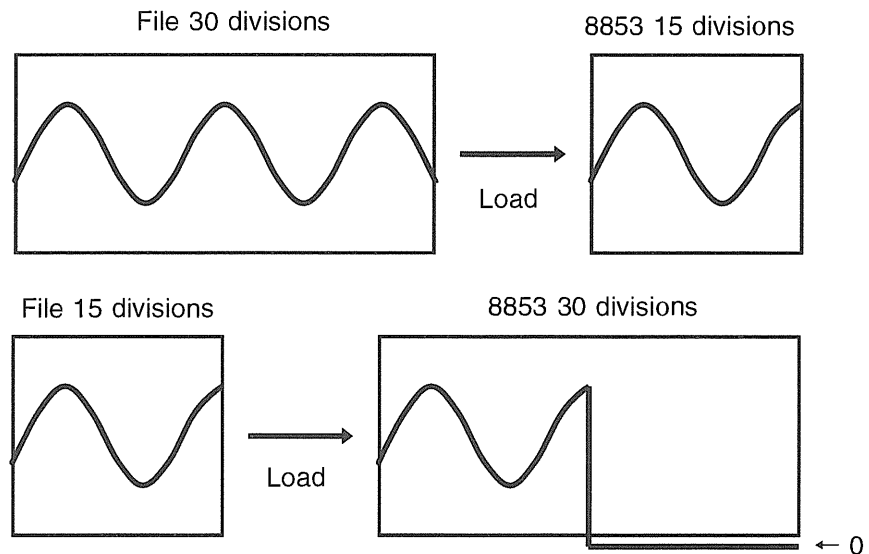 File 30 divisions
8853 15 divisions
Load
File 15 divisions
8853 30 divisions
Load
← 0